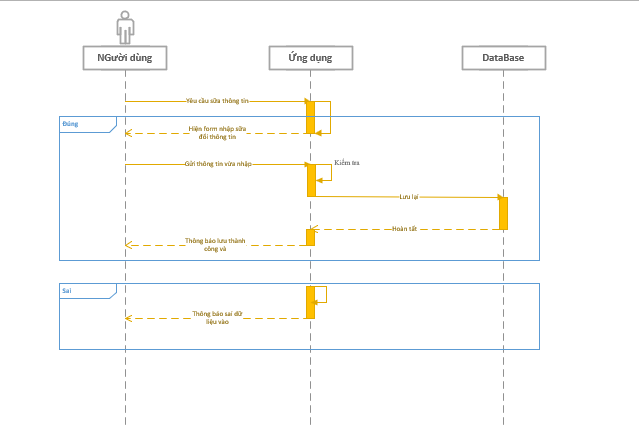 NGười dùng
Ứng dụng
DataBase
Yêu cầu sửa thông tin
Đúng
Hiện form nhập sửa
đổi thông tin
Gửi thông tin vừa nhập
Kiểm tra
Lưu lại
Hoàn tất
Thông báo lưu thành
công và
Sai
Thông báo sai dữ
liệu vào